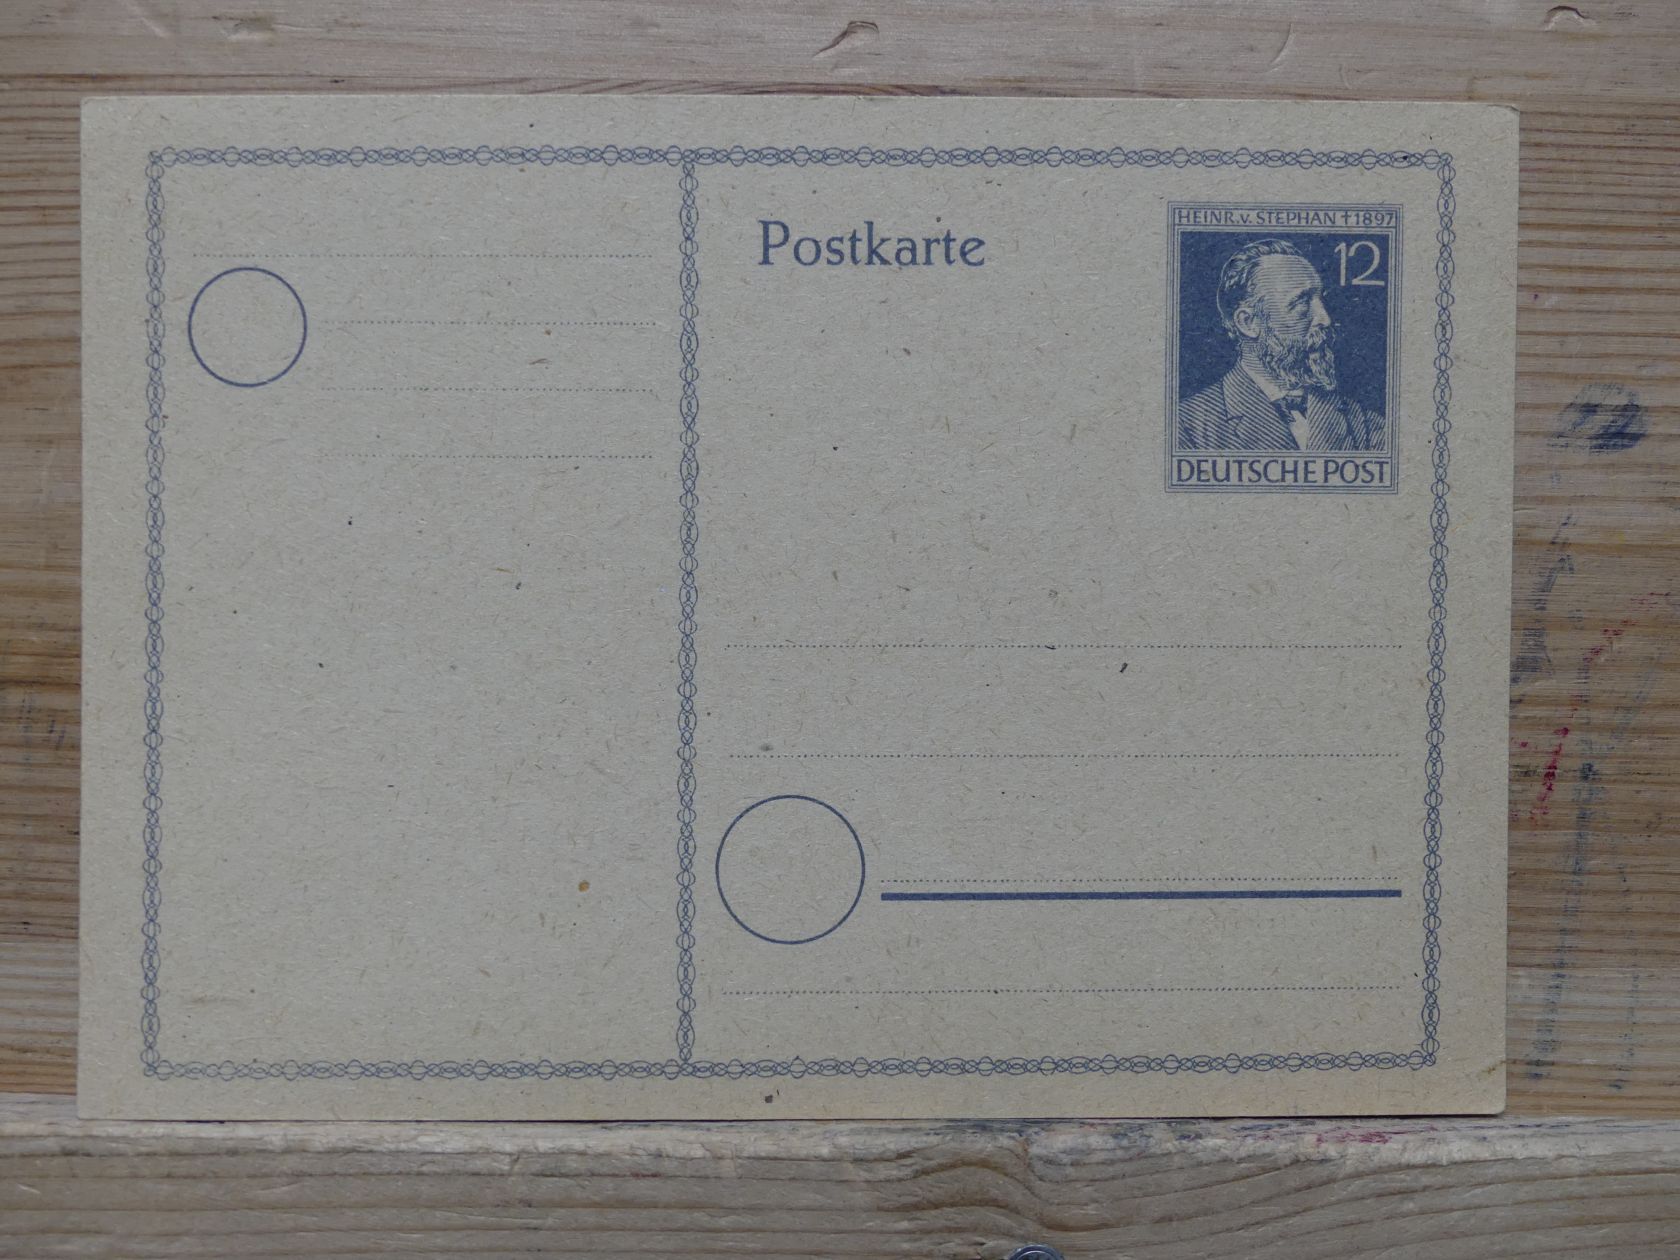 Postkarte
HEINR.v.STEPHAN †1897
12
DEUTSCHE POST